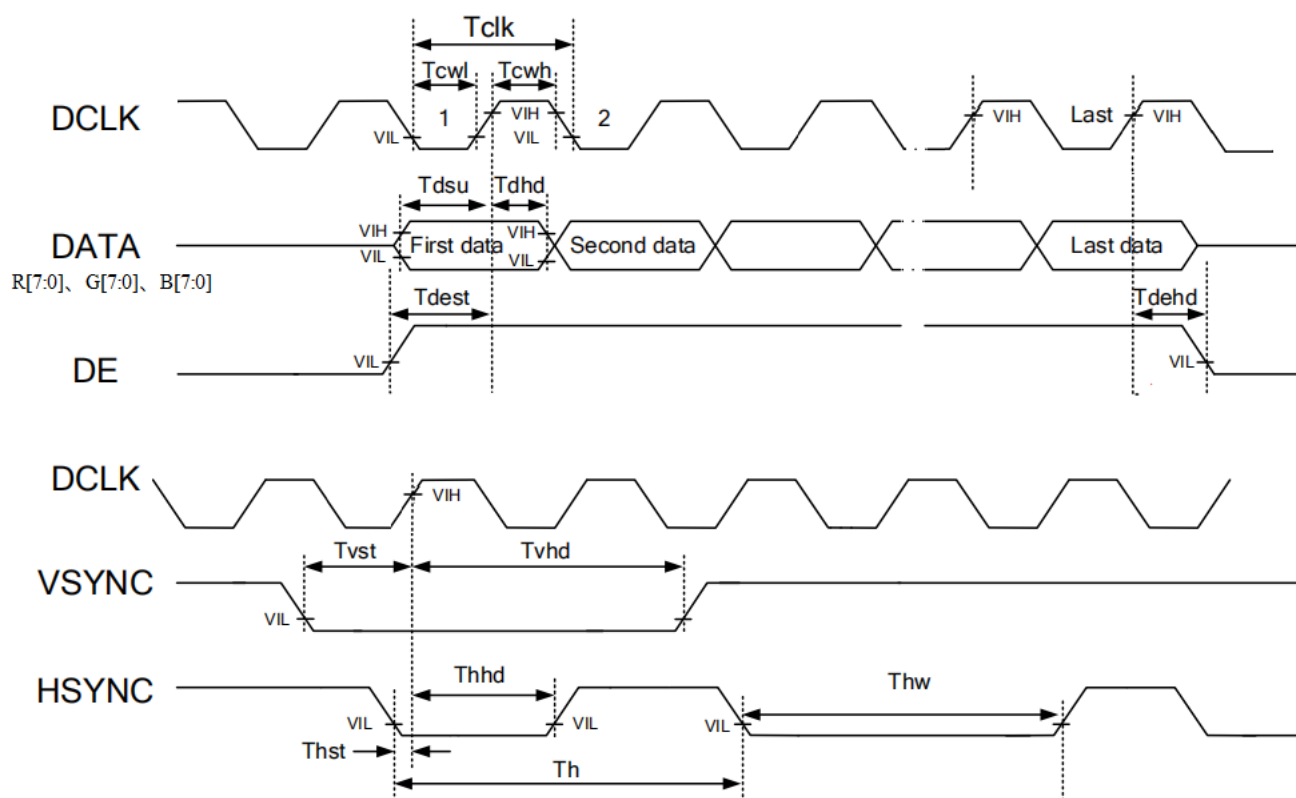 Tclk
Tcwl Tcwh
DCLK VIL 1 VIH VIL 2 VIH Last VIH
Tdsu Tdhd
DATA VIH VIL First data VIH VIL Second data Last data
R[7:0]、G[7:0]、B[7:0]
Tdest Tdehd
DE VIL VIL
DCLK VIH
Tvst Tvhd
VSYNC VIL VIL
Thhd Thw
HSYNC VIL VIL VIL
Thst
Th